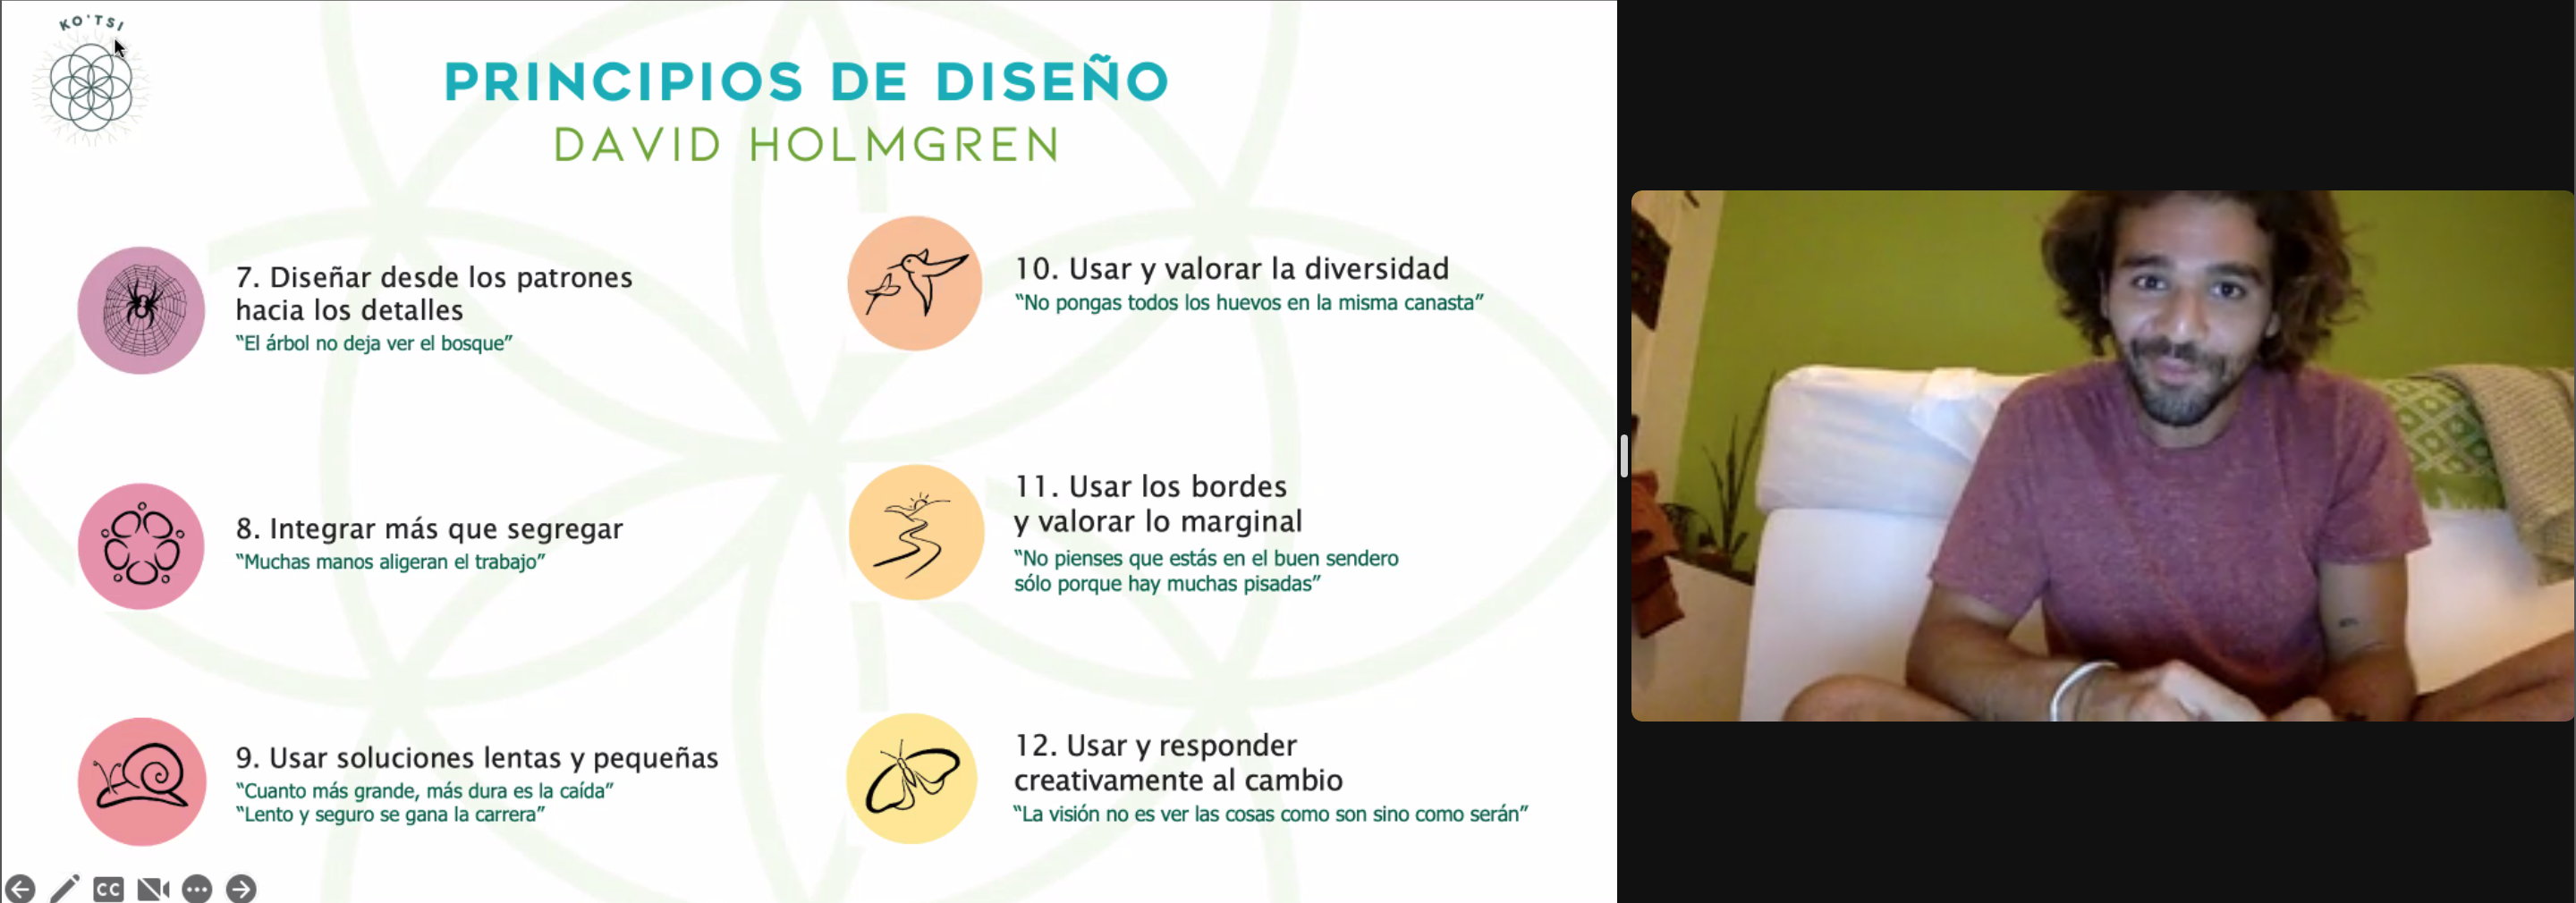 KO'TSI
PRINCIPIOS DE DISEÑO
DAVID HOLMGREN
7. Diseñar desde los patrones
hacia los detalles
“El árbol no deja ver el bosque”
8. Integrar más que segregar
“Muchas manos aligeran el trabajo”
9. Usar soluciones lentas y pequeñas
“Cuanto más grande, más dura es la caída”
“Lento y seguro se gana la carrera”
10. Usar y valorar la diversidad
“No pongas todos los huevos en la misma canasta”
11. Usar los bordes
y valorar lo marginal
“No pienses que estás en el buen sendero
sólo porque hay muchas pisadas”
12. Usar y responder
creativamente al cambio
“La visión no es ver las cosas como son sino como serán”
CC